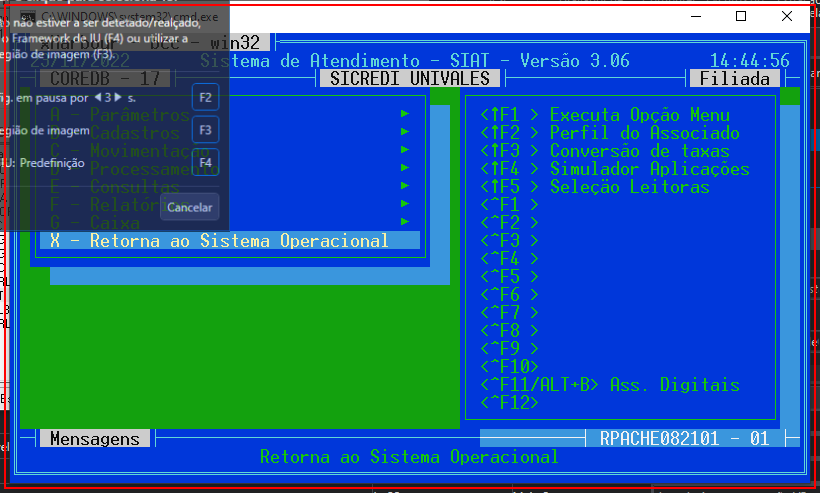 C:\WINDOWS\system32\cmd.exe
to não estiver a ser detetado/realçado,
o Framework de IU (F4) ou utilizar a
egião de imagem (F3).
xHarbour - bcc - win32
Sistema de Atendimento - SIAT - Versão 3.06 14:44:56
COREDB - 17 SICREDI UNIVALES Filiada
ig. em pausa por 3 s. F2
egião de imagem F3
IU: Predefinição F4
Cancelar
A - Parâmetros
B - Cadastros
C - Movimentação
D - Processamento
E - Consultas
F - Relatórios
G - Caixa
X - Retorna ao Sistema Operacional
<↑F1 > Executa Opção Menu
<↑F2 > Perfil do Associado
<↑F3 > Conversão de taxas
<↑F4 > Simulador Aplicações
<↑F5 > Seleção Leitoras
<^F1 >
<^F2 >
<^F3 >
<^F4 >
<^F5 >
<^F6 >
<^F7 >
<^F8 >
<^F9 >
<^F10>
<^F11/ALT+B> Ass. Digitais
<^F12>
Mensagens RPACHE082101 - 01
Retorna ao Sistema Operacional